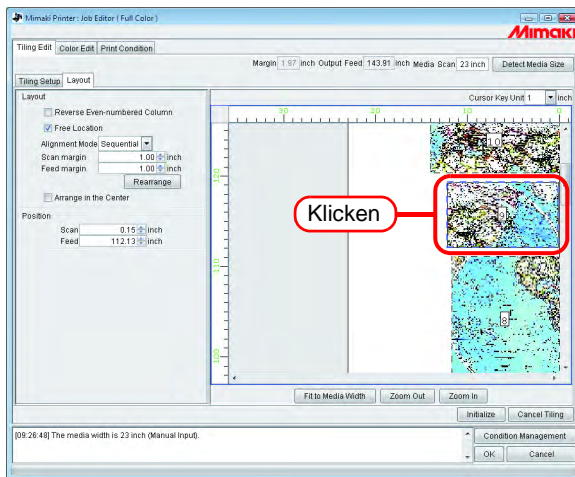 Mimaki Printer : Job Editor ( Full Color )
Mimaki
Tiling Edit Color Edit Print Condition
Margin 1.97 inch Output Feed 143.91 inch Media Scan 23 inch Detect Media Size
Tiling Setup Layout
Layout
Cursor Key Unit 1 inch
Reverse Even-numbered Column
30 20 10 0
Free Location
Alignment Mode Sequential
10
Scan margin 1.00 inch
Feed margin 1.00 inch
120
Rearrange
Arrange in the Center
Klicken
9
Position
Scan 0.15 inch
Feed 112.13 inch
110
8
100
Fit to Media Width Zoom Out Zoom In
Initialize Cancel Tiling
[09:26:48] The media width is 23 inch (Manual Input).
Condition Management
OK Cancel